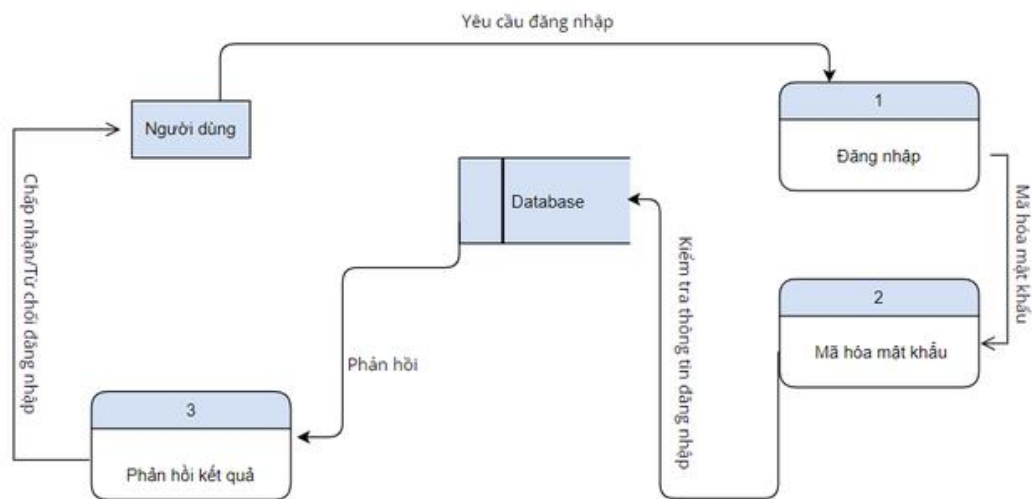 Yêu cầu đăng nhập
Người dùng
1
Đăng nhập
Mã hóa mật khẩu
Database
Kiểm tra thông tin đăng nhập
2
Mã hóa mật khẩu
Phản hồi
3
Phản hồi kết quả
Chấp nhận/Từ chối đăng nhập